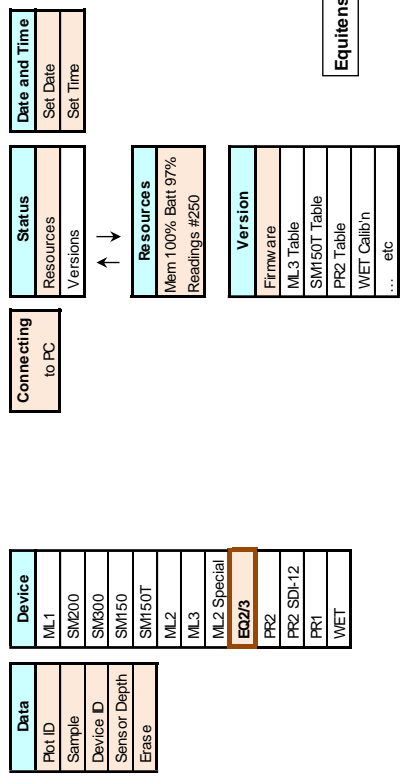 Data
Plot ID
Sample
Device ID
Sensor Depth
Erase
Device
ML1
SM200
SM300
SM150
SM150T
ML2
ML3
ML2 Special
EQ2/3
PR2
PR2 SDI-12
PR1
WET
Connecting
to PC
Status
Resources
Versions
Resources
Mem 100% Batt 97%
Readings #250
Version
Firmware
ML3 Table
SM150T Table
PR2 Table
WET Calib'n
... etc
Date and Time
Set Date
Set Time
Equitens